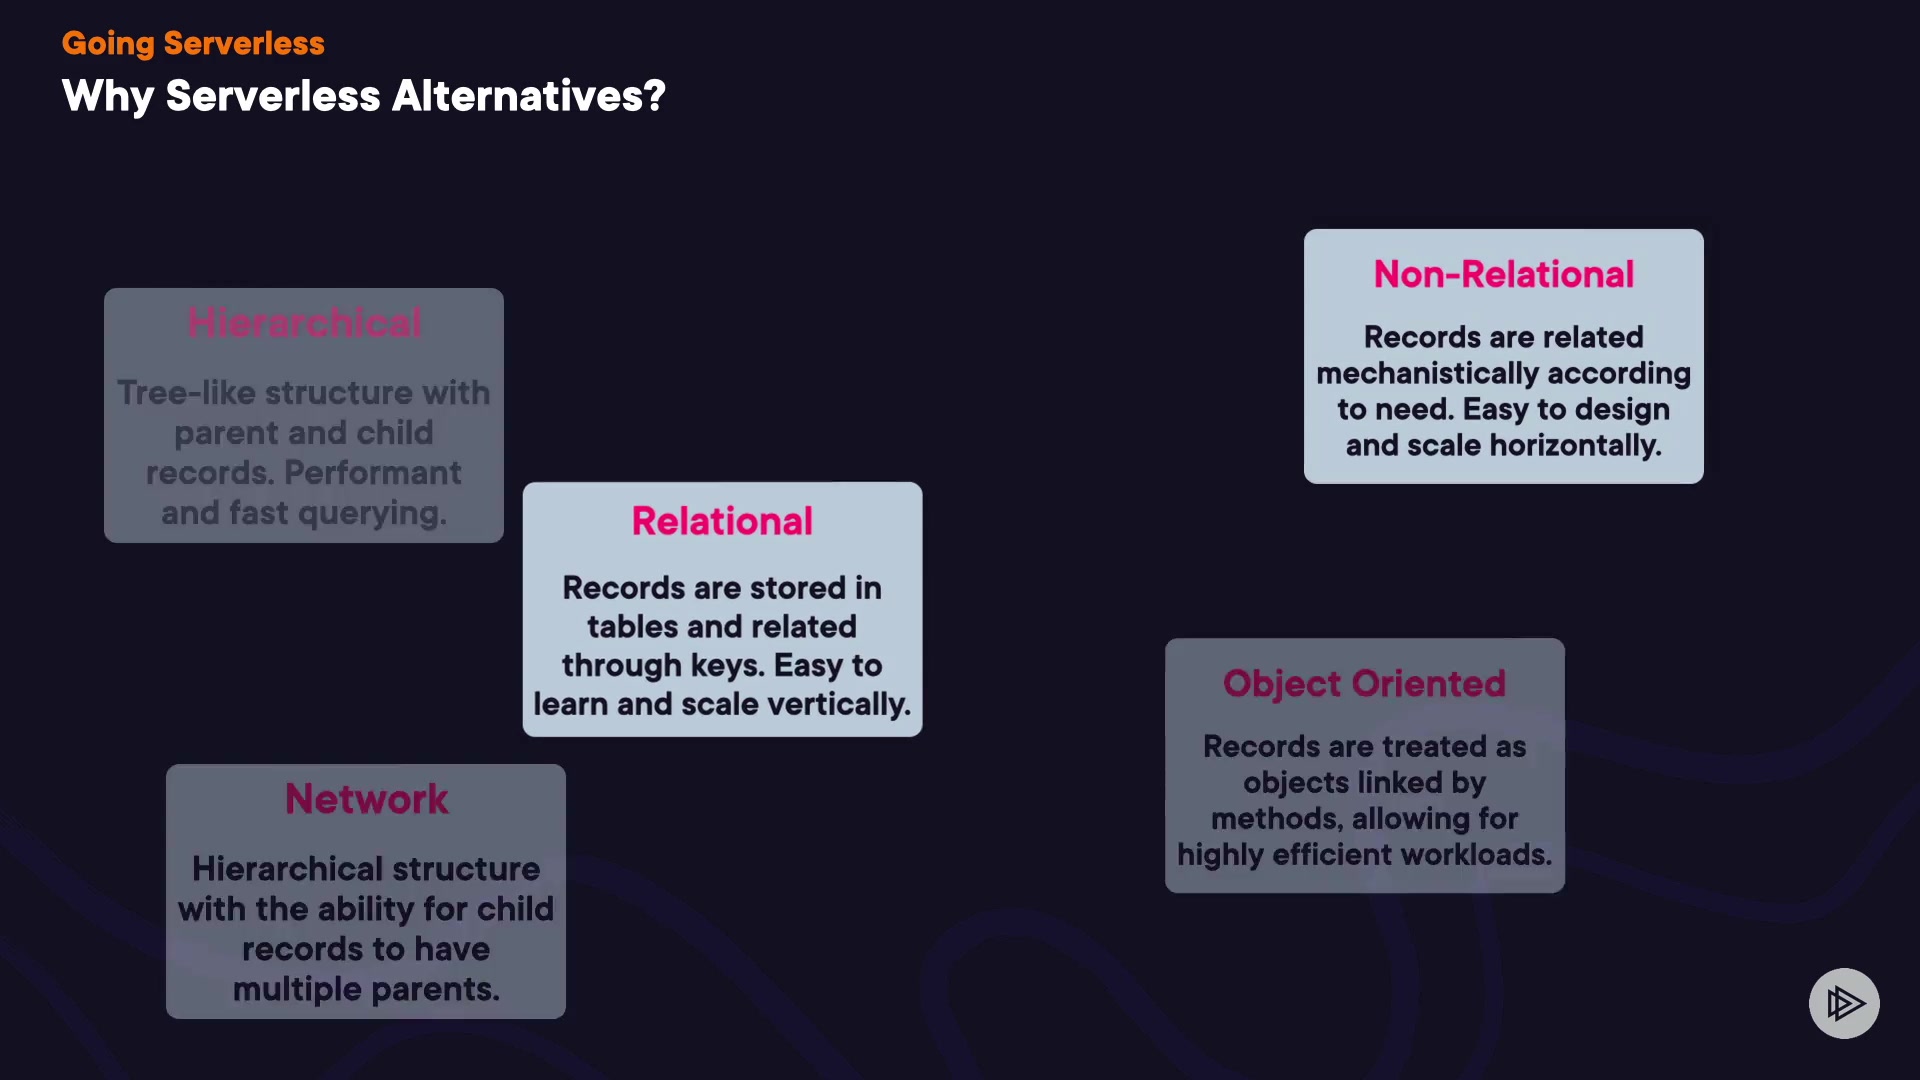 Going Serverless
Why Serverless Alternatives?
Hierarchical
Tree-like structure with
parent and child
records. Performant
and fast querying.
Relational
Records are stored in
tables and related
through keys. Easy to
learn and scale vertically.
Network
Hierarchical structure
with the ability for child
records to have
multiple parents.
Non-Relational
Records are related
mechanistically according
to need. Easy to design
and scale horizontally.
Object Oriented
Records are treated as
objects linked by
methods, allowing for
highly efficient workloads.